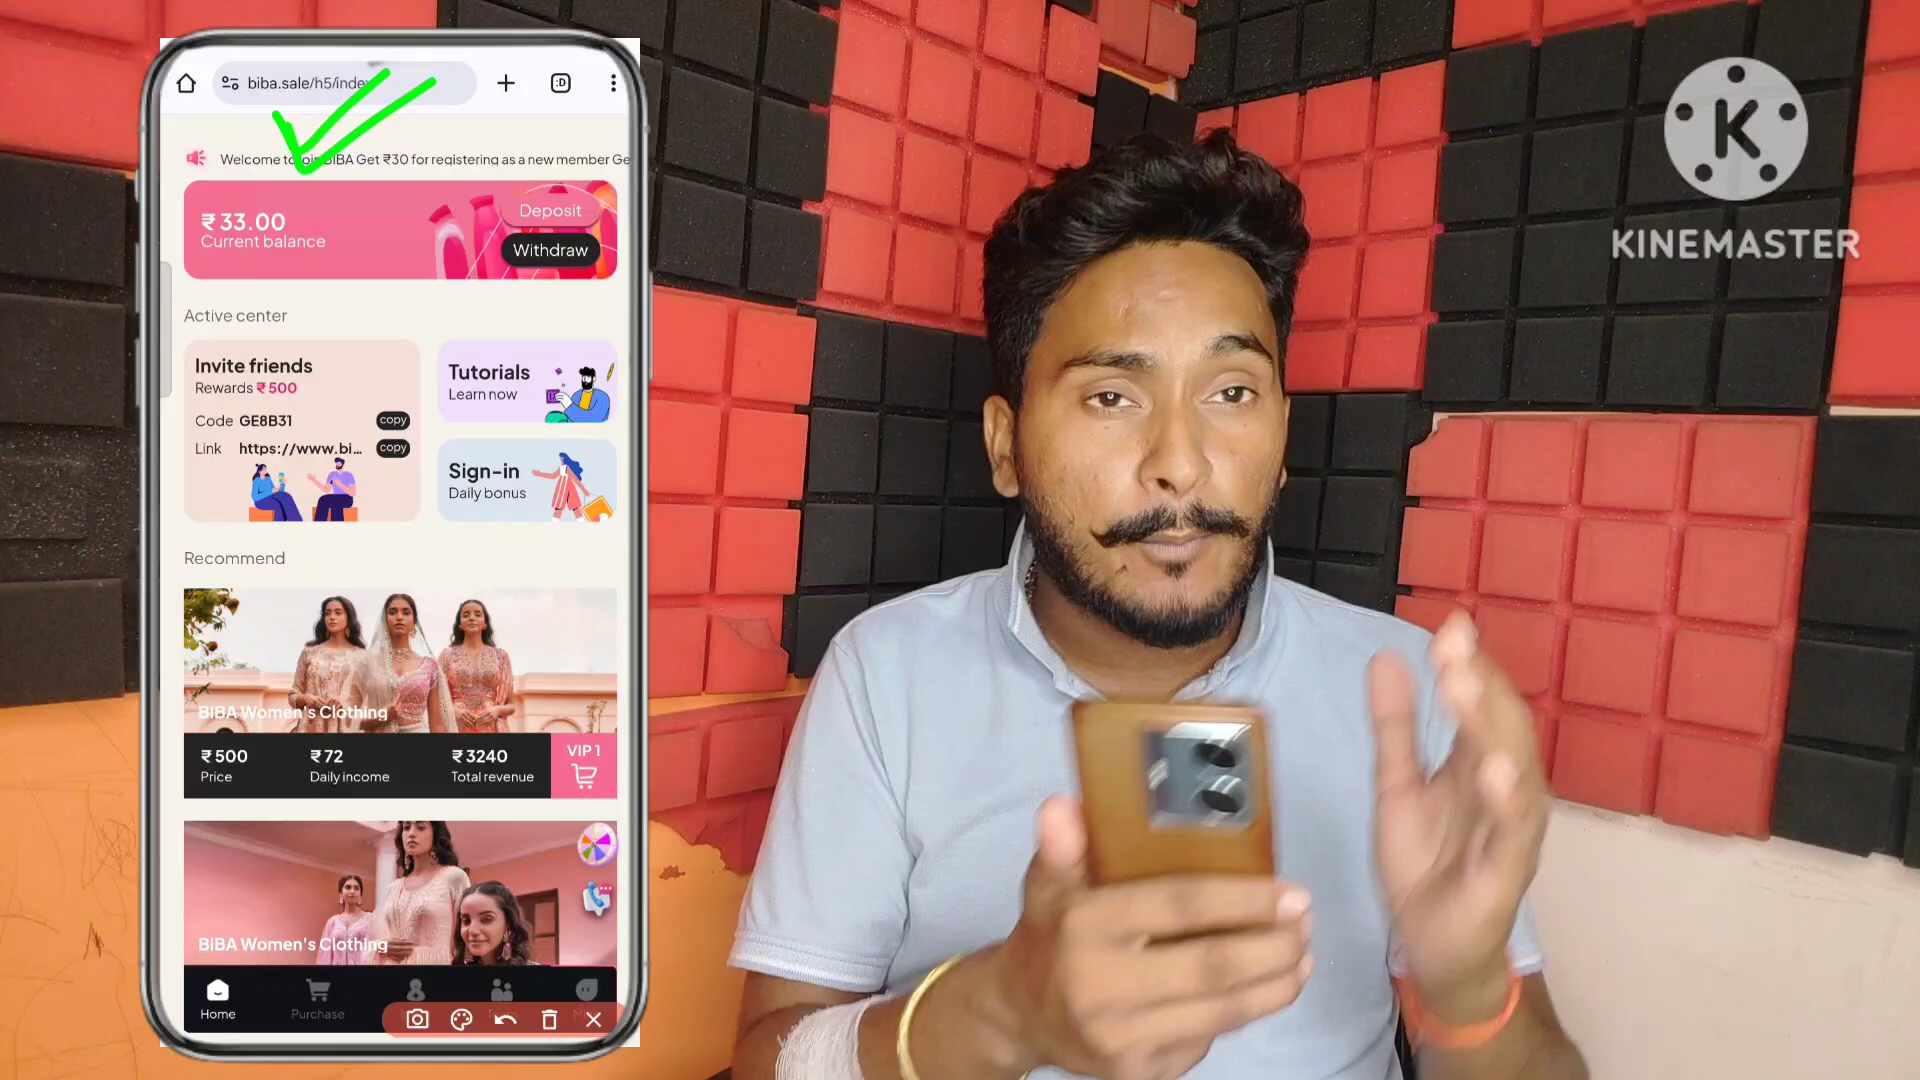 biba.sale/h5/index
Welcome to join BIBA Get ₹30 for registering as a new member Ge
₹ 33.00
Current balance
Deposit
Withdraw
Active center
Invite friends
Rewards ₹ 500
Code GE8B31 copy
Link https://www.bi... copy
Tutorials
Learn now
Sign-in
Daily bonus
Recommend
BIBA Women's Clothing
₹ 500
Price
₹ 72
Daily income
₹ 3240
Total revenue
VIP 1
BIBA Women's Clothing
Home
Purchase
K
KINEMASTER